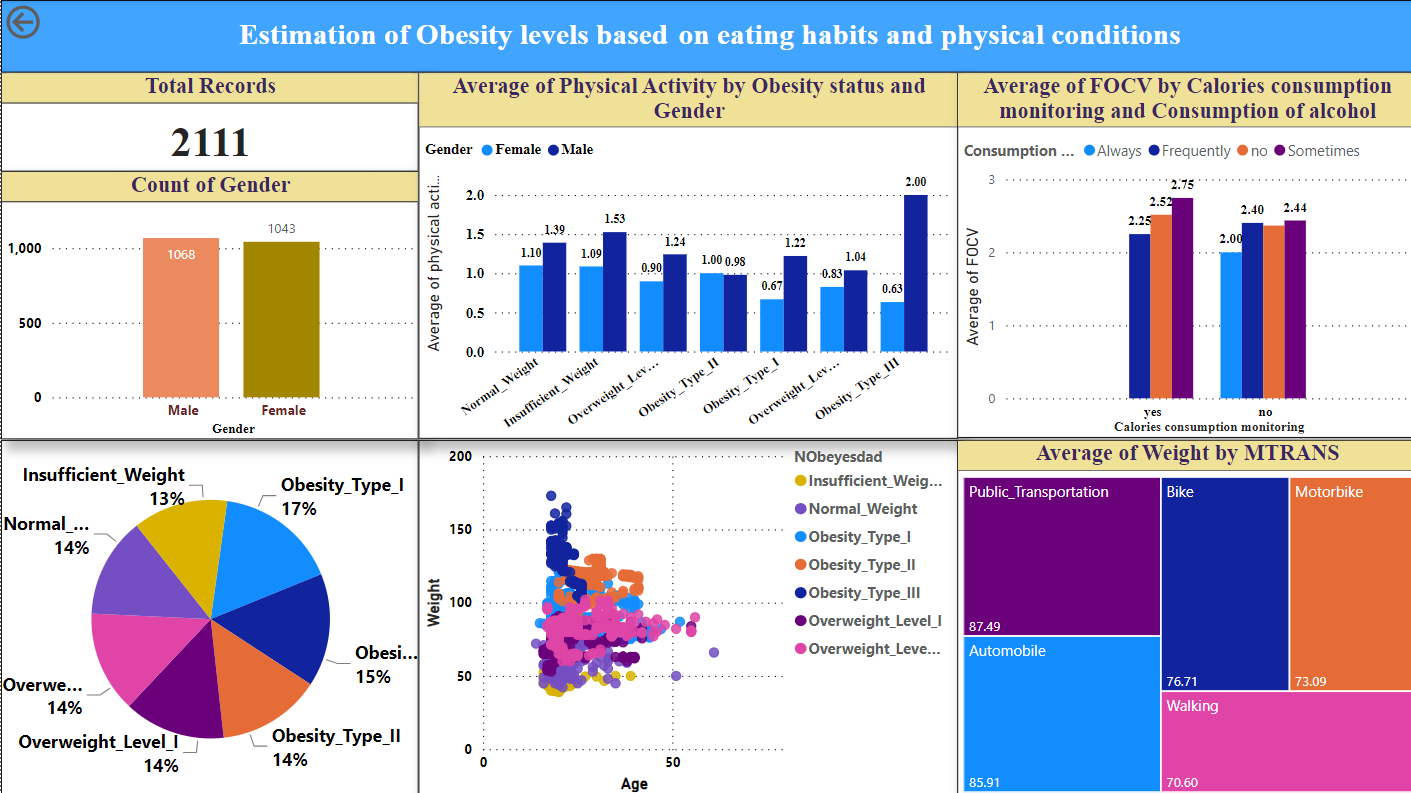 Estimation of Obesity levels based on eating habits and physical conditions
Total Records
2111
Count of Gender
1,000
500
0
1068
1043
Male
Female
Gender
Average of Physical Activity by Obesity status and
Gender
Gender Female Male
Average of physical acti...
2.0
1.5
1.0
0.5
0.0
1.10
1.39
1.09
1.53
0.90
1.24
1.00
0.98
0.67
1.22
0.83
1.04
0.63
2.00
Normal_Weight
Insufficient_Weight
Overweight_Lev...
Obesity_Type_II
Obesity_Type_I
Overweight_Lev...
Obesity_Type_III
Average of FOCV by Calories consumption
monitoring and Consumption of alcohol
Consumption ... Always Frequently no Sometimes
Average of FOCV
3
2
1
0
2.25
2.52
2.75
2.00
2.40
2.44
yes
no
Calories consumption monitoring
Insufficient_Weight
13%
Obesity_Type_I
17%
Normal_...
14%
Obesi...
15%
Overwe...
14%
Overweight_Level_I
14%
Obesity_Type_II
14%
Weight
200
150
100
50
0
0
50
Age
NObeyesdad
Insufficient_Weig...
Normal_Weight
Obesity_Type_I
Obesity_Type_II
Obesity_Type_III
Overweight_Level_I
Overweight_Leve...
Average of Weight by MTRANS
Public_Transportation
87.49
Automobile
85.91
Bike
76.71
Motorbike
73.09
Walking
70.60